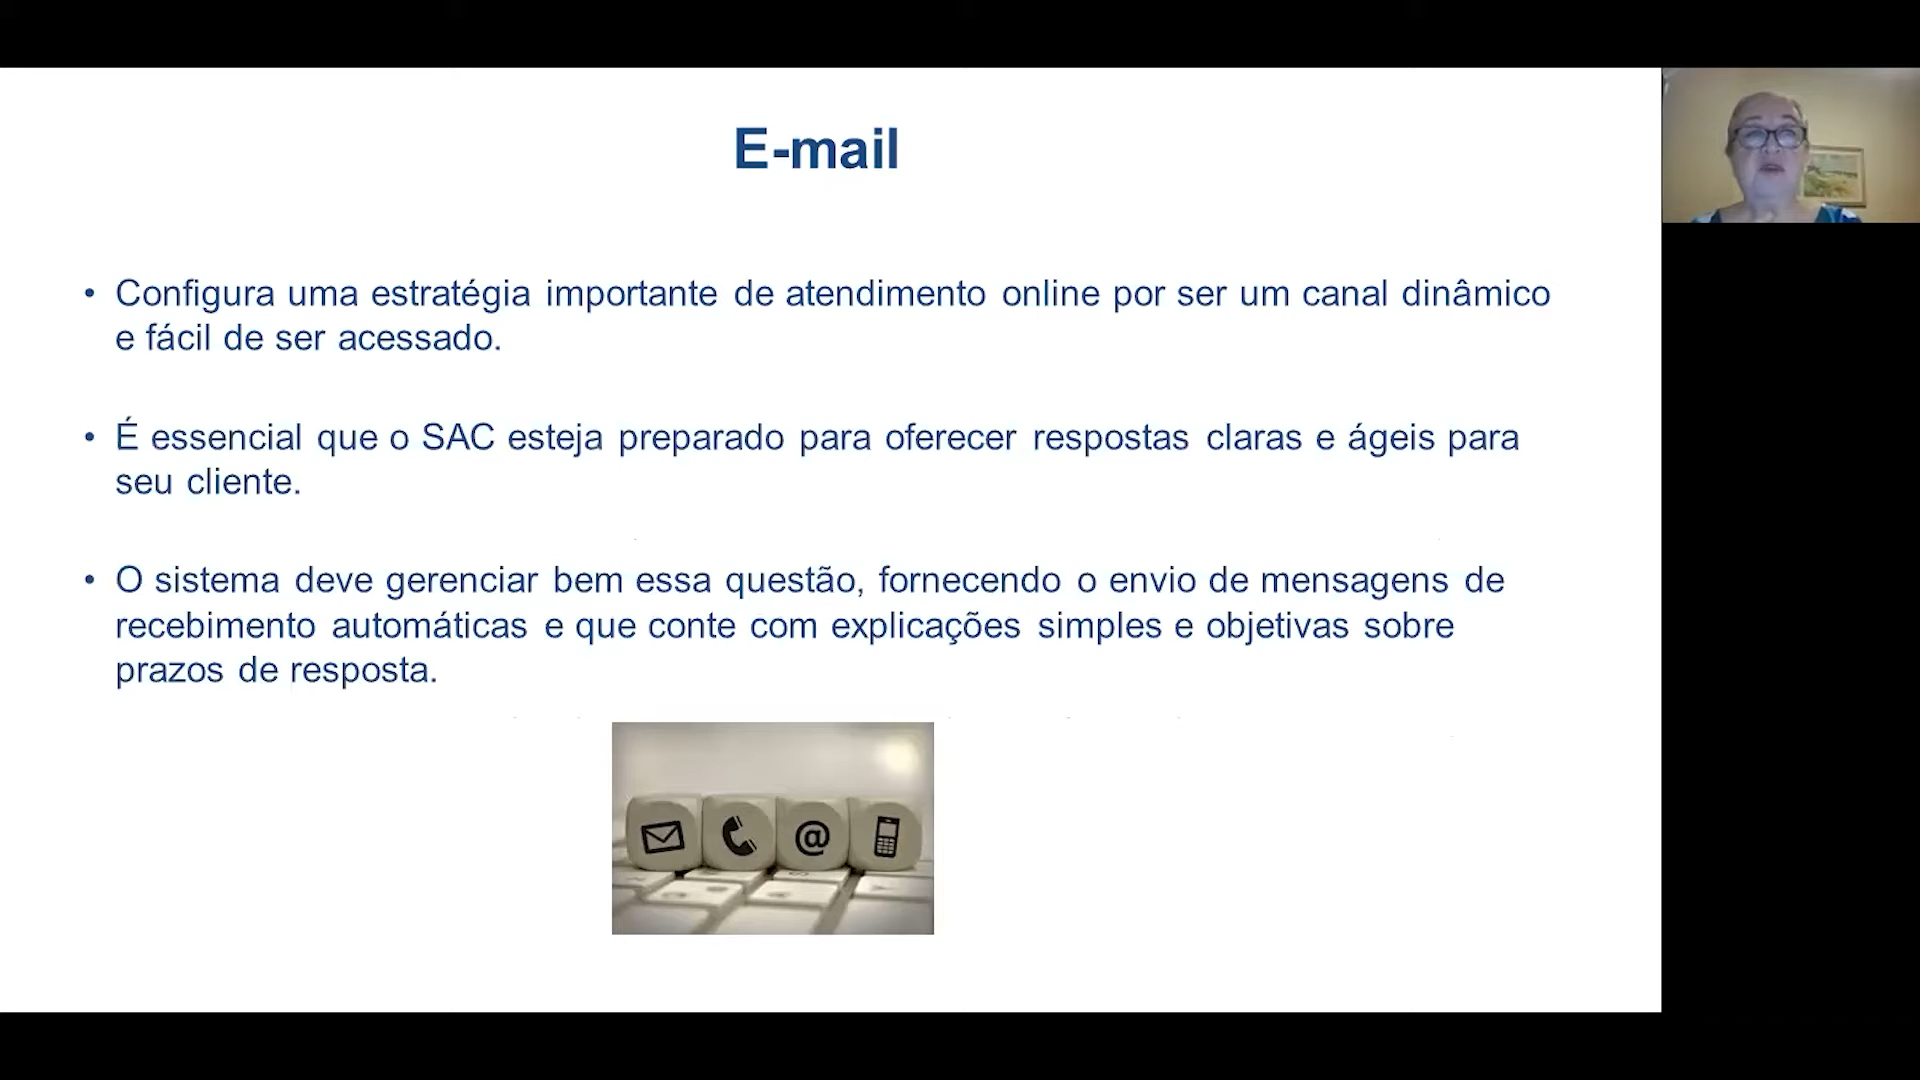 E-mail
• Configura uma estratégia importante de atendimento online por ser um canal dinâmico
e fácil de ser acessado.
• É essencial que o SAC esteja preparado para oferecer respostas claras e ágeis para
seu cliente.
• O sistema deve gerenciar bem essa questão, fornecendo o envio de mensagens de
recebimento automáticas e que conte com explicações simples e objetivas sobre
prazos de resposta.
@